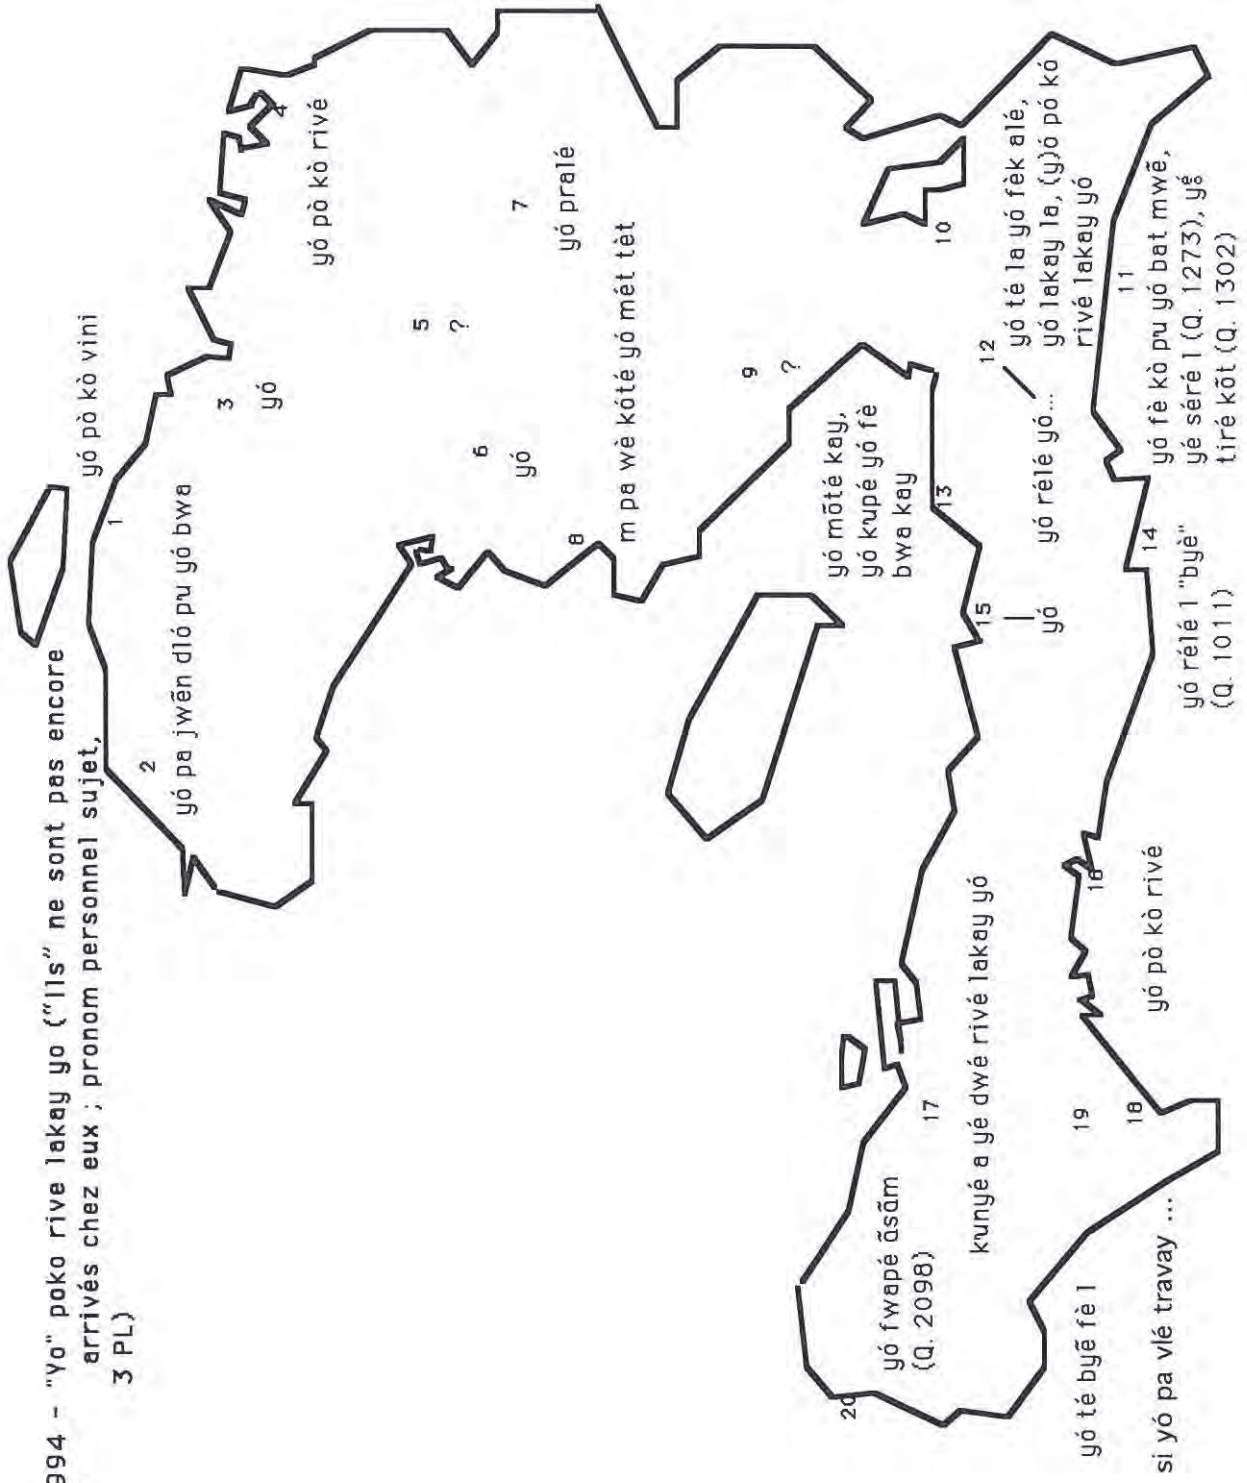 994 - "Yo" poko rive lakay yo ("Ils" ne sont pas encore
arrivés chez eux ; pronom personnel sujet,
3 PL)
1
yó pò kò vini
2
yó pa jwẽn dló pu yó bwa
3
yó
4
yó pò kò rivé
5
?
6
yó
7
yó pralé
8
m pa wè kóté yó mét tèt
9
?
10
12
yó té la yó fèk alé,
yó lakay la, (y)ó pó kó
rivé lakay yó
yó mõté kay,
yó kupé yó fè
bwa kay
13
yó rélé yó...
15
yó
11
yó fè kò pu yó bat mwẽ,
yé séré l (Q. 1273), yẽ
tiré kõt (Q. 1302)
14
yó rélé l "byè"
(Q. 1011)
16
yó pò kò rivé
17
kunyé a yé dwé rivé lakay yó
18
19
20
yó fwapé ãsãm
(Q. 2098)
yó té byẽ fè l
si yó pa vlé travay ...